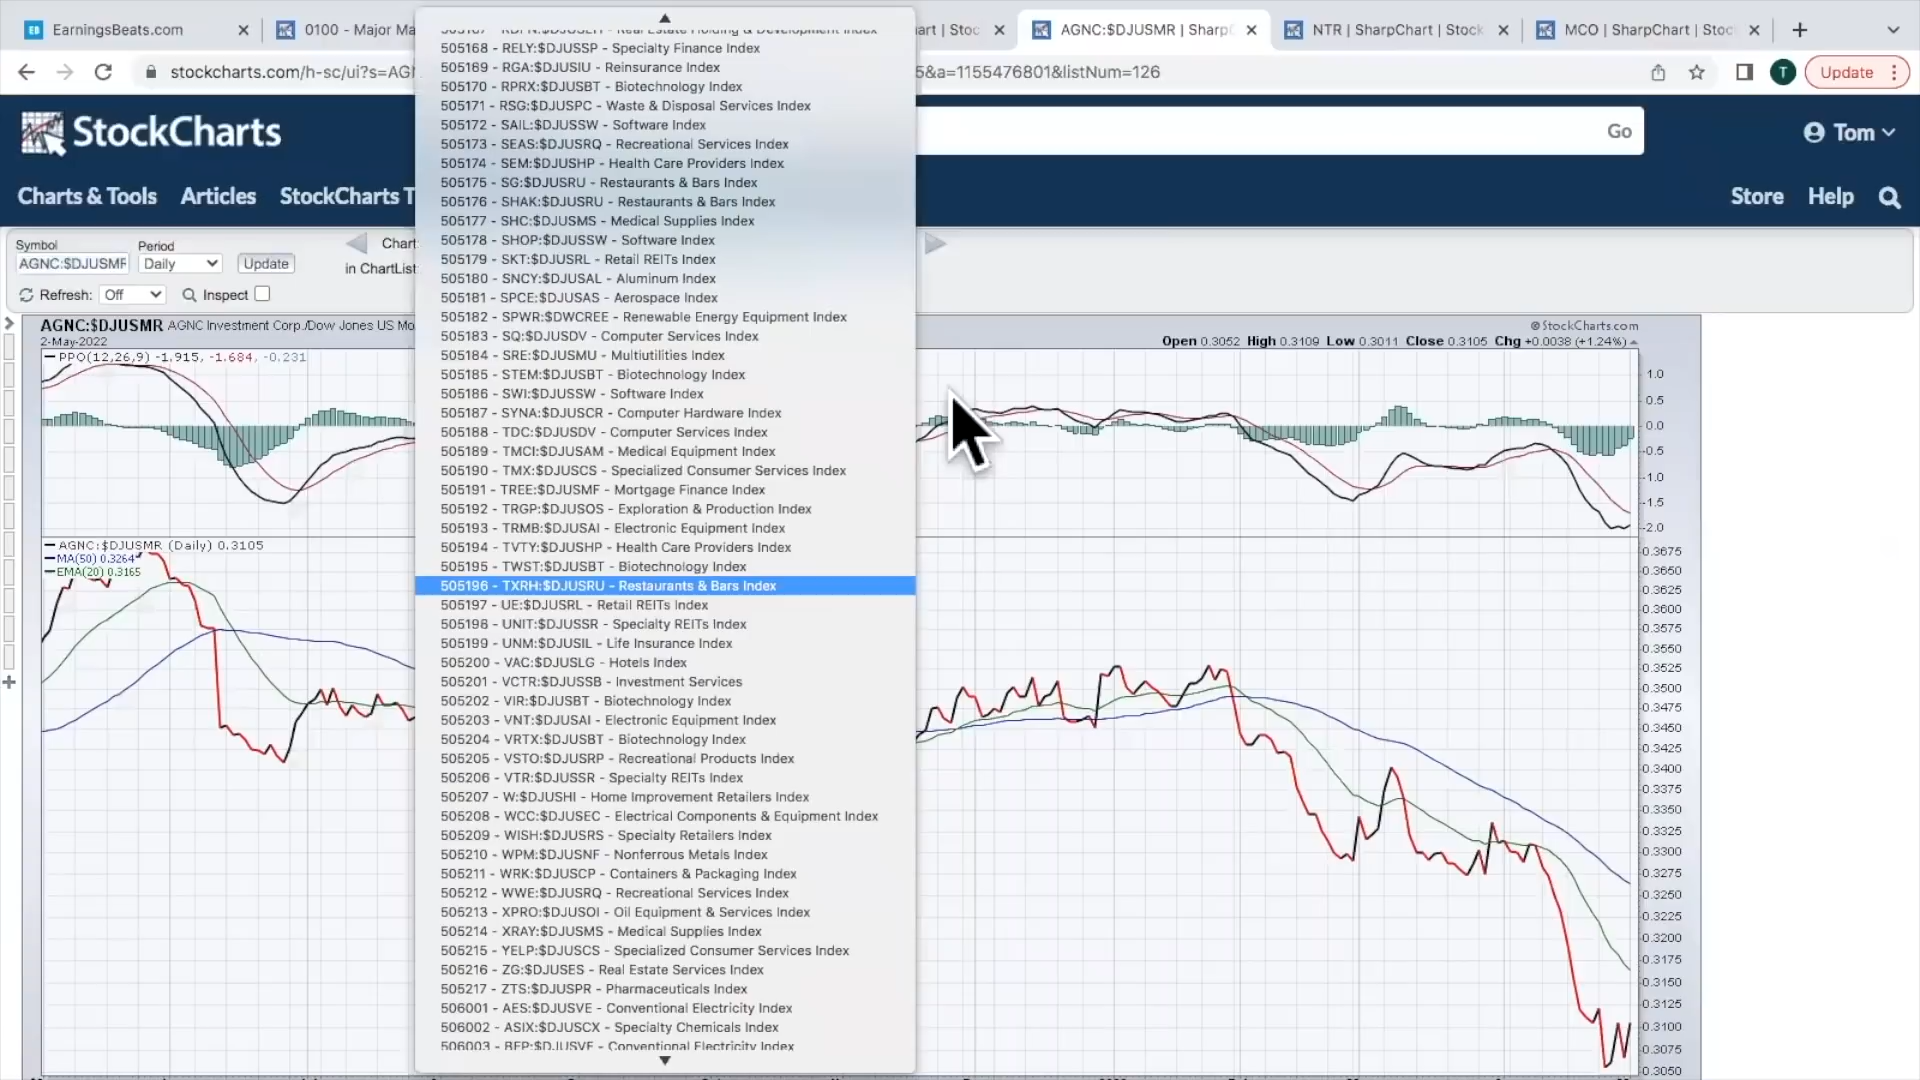 EarningsBeats.com
0100 - Major Ma
art | Stoc
AGNC:$DJUSMR | Sharp
NTR | SharpChart | Stock
MCO | SharpChart | Stoc
stockcharts.com/h-sc/ui?s=AG
5&a=1155476801&listNum=126
T
Update
StockCharts
Go
Tom
Charts & Tools
Articles
StockCharts T
Store
Help
Symbol
AGNC:$DJUSMR
Period
Daily
Update
Chart
in ChartList
Refresh:
Off
Inspect
505167 - RDFN:$DJUSEH - Real Estate Holding & Development Index
505168 - RELY:$DJUSSP - Specialty Finance Index
505169 - RGA:$DJUSIU - Reinsurance Index
505170 - RPRX:$DJUSBT - Biotechnology Index
505171 - RSG:$DJUSPC - Waste & Disposal Services Index
505172 - SAIL:$DJUSSW - Software Index
505173 - SEAS:$DJUSRQ - Recreational Services Index
505174 - SEM:$DJUSHP - Health Care Providers Index
505175 - SG:$DJUSRU - Restaurants & Bars Index
505176 - SHAK:$DJUSRU - Restaurants & Bars Index
505177 - SHC:$DJUSMS - Medical Supplies Index
505178 - SHOP:$DJUSSW - Software Index
505179 - SKT:$DJUSRL - Retail REITs Index
505180 - SNCY:$DJUSAL - Aluminum Index
505181 - SPCE:$DJUSAS - Aerospace Index
505182 - SPWR:$DWCREE - Renewable Energy Equipment Index
505183 - SQ:$DJUSDV - Computer Services Index
505184 - SRE:$DJUSMU - Multiutilities Index
505185 - STEM:$DJUSBT - Biotechnology Index
505186 - SWI:$DJUSSW - Software Index
505187 - SYNA:$DJUSCR - Computer Hardware Index
505188 - TDC:$DJUSDV - Computer Services Index
505189 - TMCI:$DJUSAM - Medical Equipment Index
505190 - TMX:$DJUSCS - Specialized Consumer Services Index
505191 - TREE:$DJUSMF - Mortgage Finance Index
505192 - TRGP:$DJUSOS - Exploration & Production Index
505193 - TRMB:$DJUSAI - Electronic Equipment Index
505194 - TVTY:$DJUSHP - Health Care Providers Index
505195 - TWST:$DJUSBT - Biotechnology Index
505196 - TXRH:$DJUSRU - Restaurants & Bars Index
505197 - UE:$DJUSRL - Retail REITs Index
505198 - UNIT:$DJUSSR - Specialty REITs Index
505199 - UNM:$DJUSIL - Life Insurance Index
505200 - VAC:$DJUSLG - Hotels Index
505201 - VCTR:$DJUSSB - Investment Services
505202 - VIR:$DJUSBT - Biotechnology Index
505203 - VNT:$DJUSAI - Electronic Equipment Index
505204 - VRTX:$DJUSBT - Biotechnology Index
505205 - VSTO:$DJUSRP - Recreational Products Index
505206 - VTR:$DJUSSR - Specialty REITs Index
505207 - W:$DJUSHI - Home Improvement Retailers Index
505208 - WCC:$DJUSEC - Electrical Components & Equipment Index
505209 - WISH:$DJUSRS - Specialty Retailers Index
505210 - WPM:$DJUSNF - Nonferrous Metals Index
505211 - WRK:$DJUSCP - Containers & Packaging Index
505212 - WWE:$DJUSRQ - Recreational Services Index
505213 - XPRO:$DJUSOI - Oil Equipment & Services Index
505214 - XRAY:$DJUSMS - Medical Supplies Index
505215 - YELP:$DJUSCS - Specialized Consumer Services Index
505216 - ZG:$DJUSES - Real Estate Services Index
505217 - ZTS:$DJUSPR - Pharmaceuticals Index
506001 - AES:$DJUSVE - Conventional Electricity Index
506002 - ASIX:$DJUSCX - Specialty Chemicals Index
506003 - BEP:$DJUSVE - Conventional Electricity Index
AGNC:$DJUSMR AGNC Investment Corp./Dow Jones US Mo
2-May-2022
© StockCharts.com
Open 0.3052 High 0.3109 Low 0.3011 Close 0.3105 Chg +0.0038 (+1.24%)
PPO(12,26,9) -1.915, -1.684, -0.231
1.0
0.5
0.0
-0.5
-1.0
-1.5
-2.0
AGNC:$DJUSMR (Daily) 0.3105
MA(50) 0.3264
EMA(20) 0.3165
0.3675
0.3650
0.3625
0.3600
0.3575
0.3550
0.3525
0.3500
0.3475
0.3450
0.3425
0.3400
0.3375
0.3350
0.3325
0.3300
0.3275
0.3250
0.3225
0.3200
0.3175
0.3150
0.3125
0.3100
0.3075
0.3050